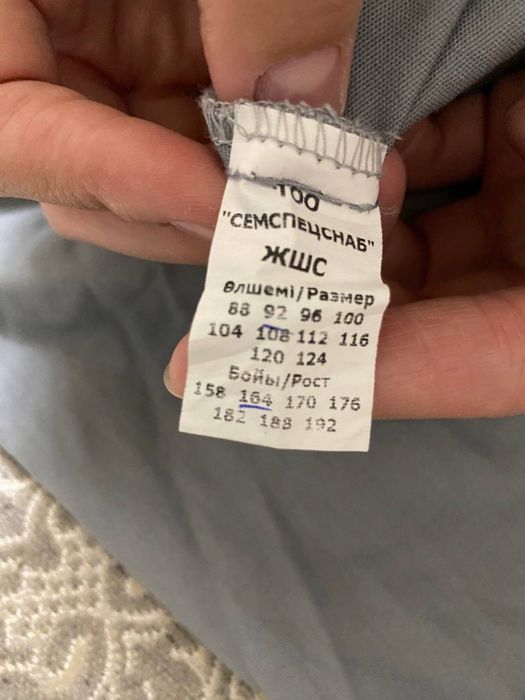 ТОО
"СЕМСПЕЦСНАБ"
ЖШС
өлшемі/Размер
88 92 96 100
104 108 112 116
120 124
Бойы/Рост
158 164 170 176
182 188 192